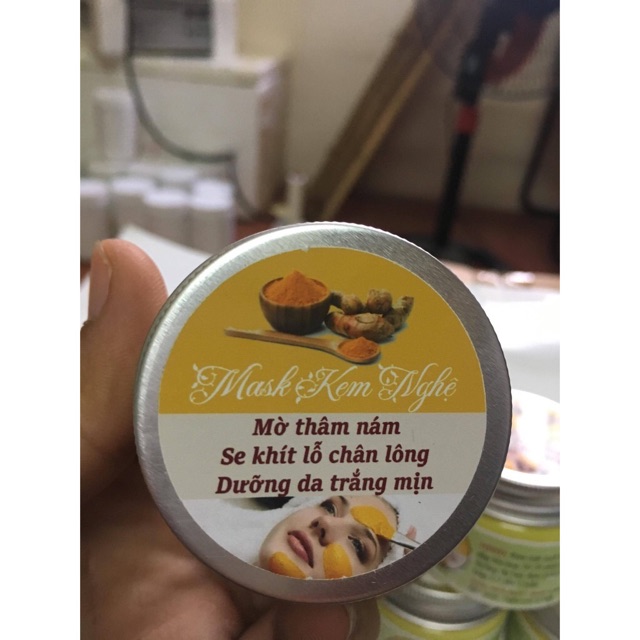 Mask Kem Nghệ
Mờ thâm nám
Se khít lỗ chân lông
Dưỡng da trắng mịn